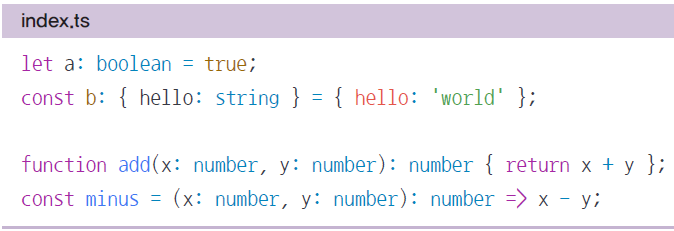 index.ts
let a: boolean = true;
const b: { hello: string } = { hello: 'world' };
function add(x: number, y: number): number { return x + y };
const minus = (x: number, y: number): number => x - y;